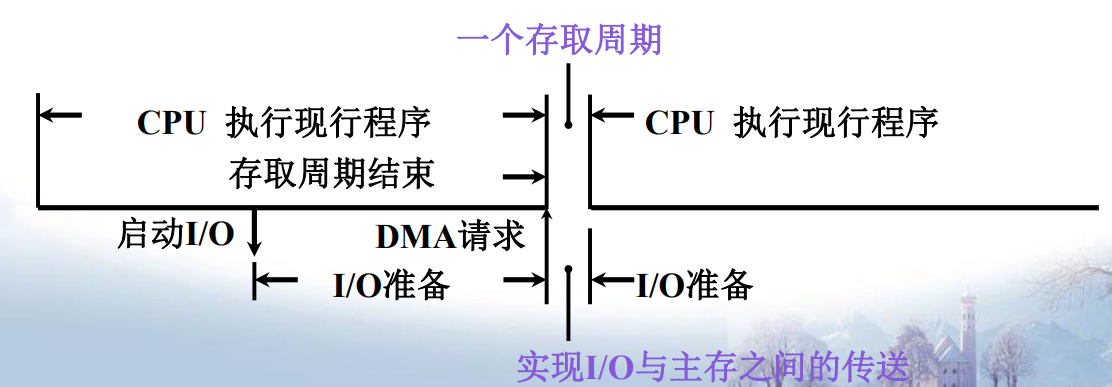 一个存取周期
CPU 执行现行程序
CPU 执行现行程序
存取周期结束
启动I/O
DMA请求
I/O准备
I/O准备
实现I/O与主存之间的传送